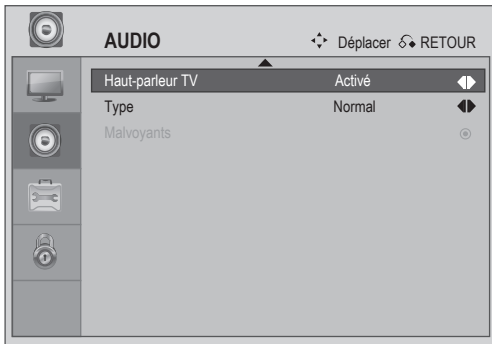 AUDIO Déplacer RETOUR
Haut-parleur TV Activé
Type Normal
Malvoyants